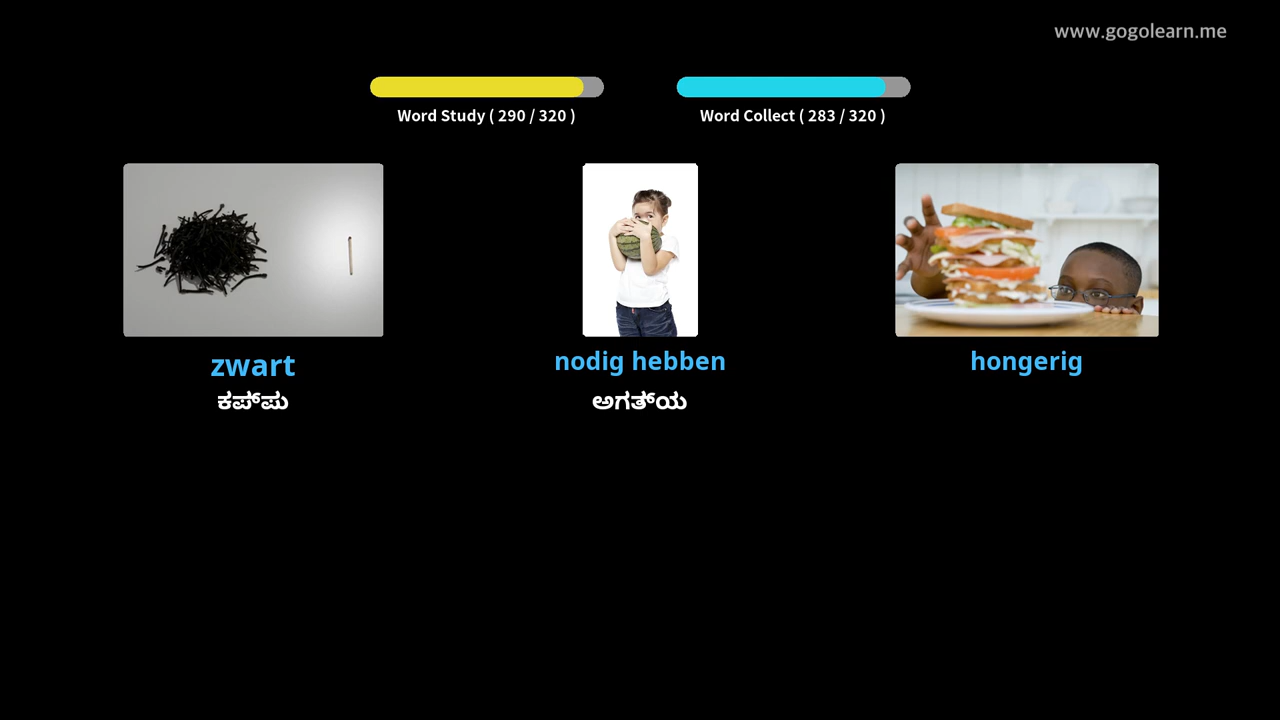 www.gogolearn.me
Word Study ( 290 / 320 )
Word Collect ( 283 / 320 )
zwart
nodig hebben
hongerig
ಕಪ್ಪು
ಅಗತ್ಯ